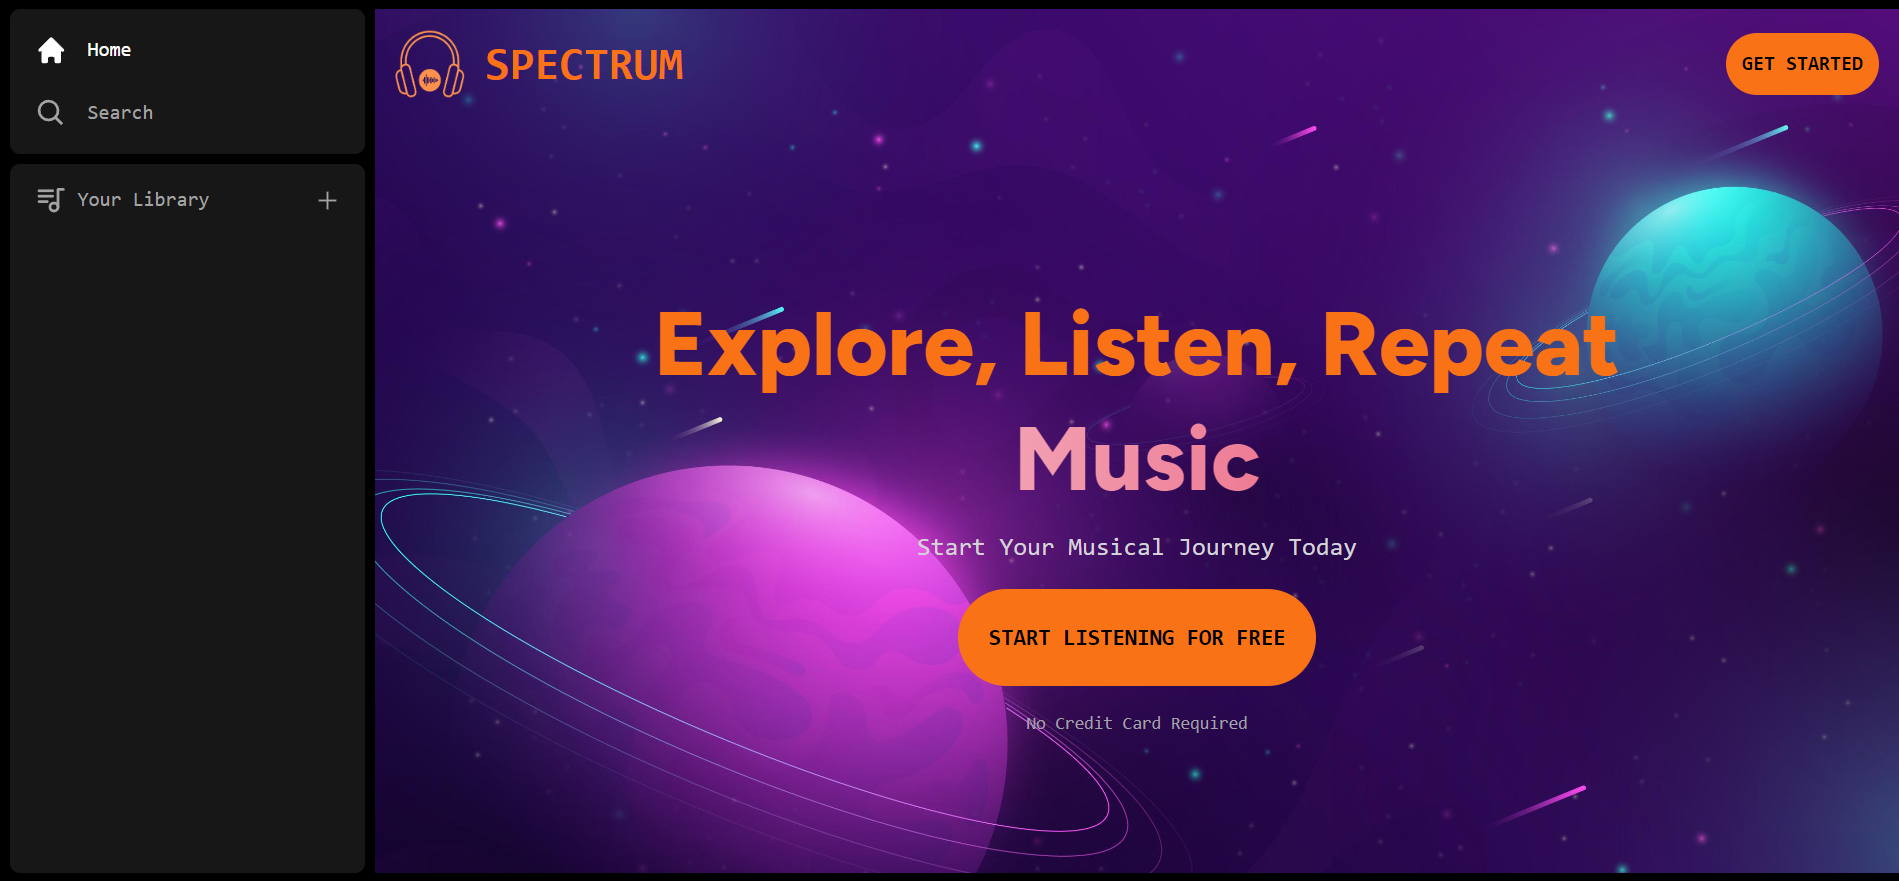 Home
Search
Your Library
SPECTRUM
GET STARTED
Explore, Listen, Repeat
Music
Start Your Musical Journey Today
START LISTENING FOR FREE
No Credit Card Required